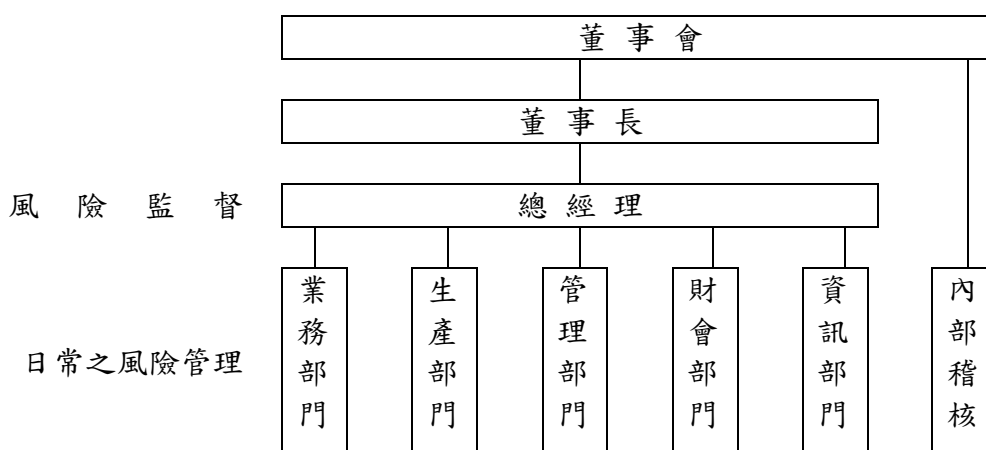 董事會
董事長
風險監督
總經理
日常之風險管理
業務部門
生產部門
管理部門
財會部門
資訊部門
內部稽核